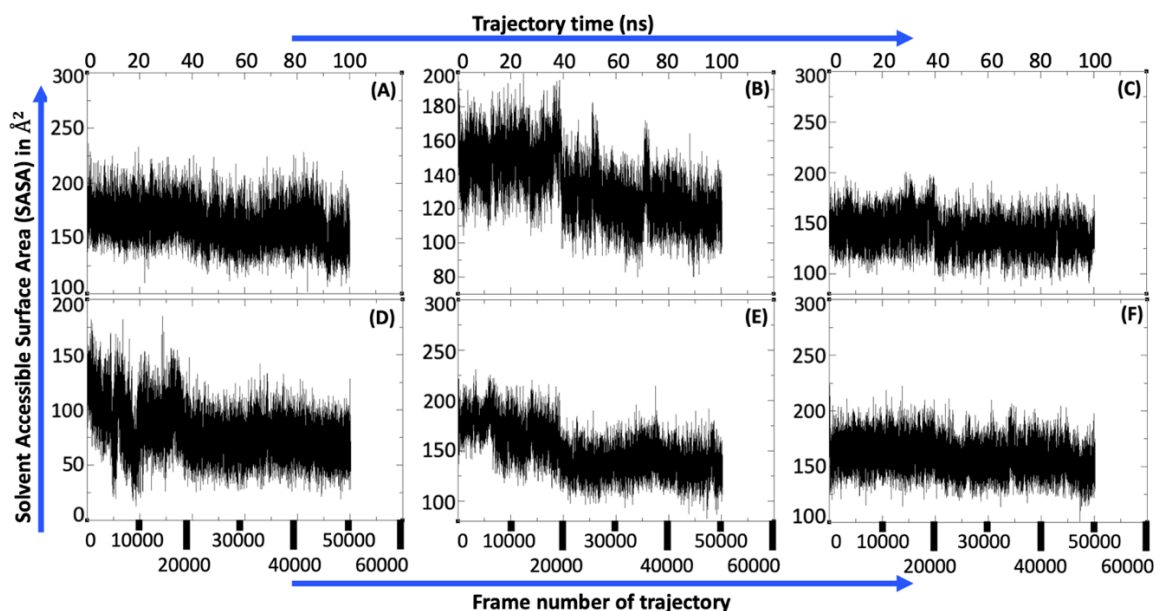 Trajectory time (ns)
0 20 40 60 80 100 0 20 40 60 80 100 0 20 40 60 80 100
Solvent Accessible Surface Area (SASA) in Å²
300
250
200
150
100
(A)
200
180
160
140
120
100
80
(B)
300
250
200
150
100
(C)
200
150
100
50
0
(D)
300
250
200
150
100
(E)
300
250
200
150
100
(F)
0 10000 30000 50000 0 10000 30000 50000 0 10000 30000 50000
20000 40000 60000 20000 40000 60000 20000 40000 60000
Frame number of trajectory